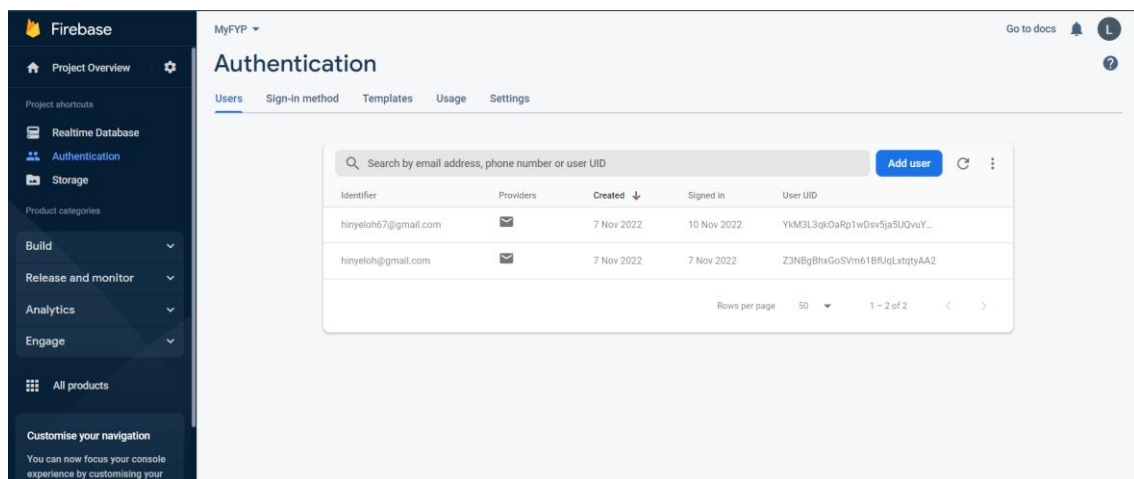 Firebase
MyFYP
Go to docs
L
Project Overview
Authentication
Users Sign-in method Templates Usage Settings
Project shortcuts
Realtime Database
Authentication
Storage
Product categories
Build
Release and monitor
Analytics
Engage
All products
Customise your navigation
You can now focus your console
experience by customising your
Search by email address, phone number or user UID
Add user
Identifier Providers Created Signed in User UID
hinyeloh67@gmail.com 7 Nov 2022 10 Nov 2022 YkM3L3qkOaRp1wDsv5ja5UQvuY...
hinyeloh@gmail.com 7 Nov 2022 7 Nov 2022 Z3NBgBhxGoSVm61BfUqLxtqtyAA2
Rows per page 50 1 – 2 of 2